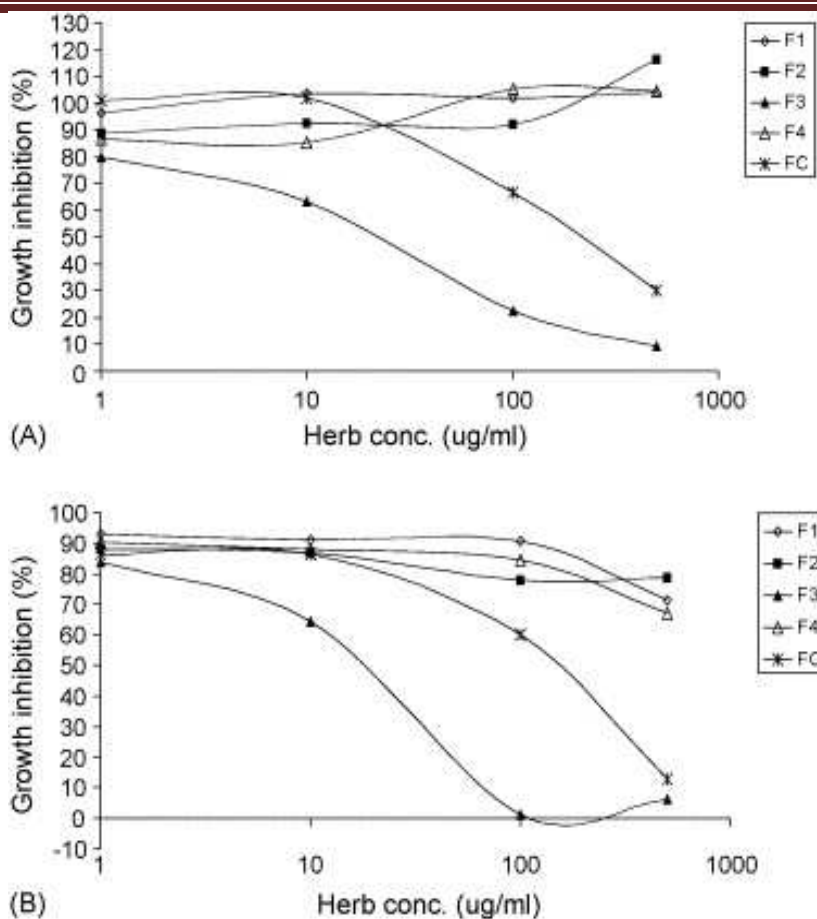 Growth inhibition (%)
130
120
110
100
90
80
70
60
50
40
30
20
10
0
1 10 100 1000
(A) Herb conc. (ug/ml)
F1
F2
F3
F4
FC
Growth inhibition (%)
100
90
80
70
60
50
40
30
20
10
0
-10
1 10 100 1000
(B) Herb conc. (ug/ml)
F1
F2
F3
F4
FC